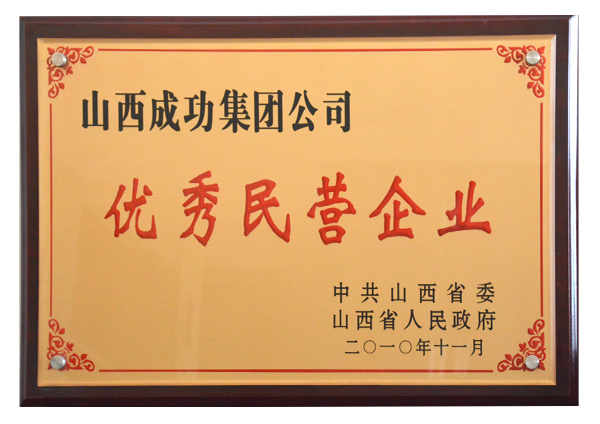 山西成功集团公司
优秀民营企业
中共山西省委
山西省人民政府
二〇一〇年十一月